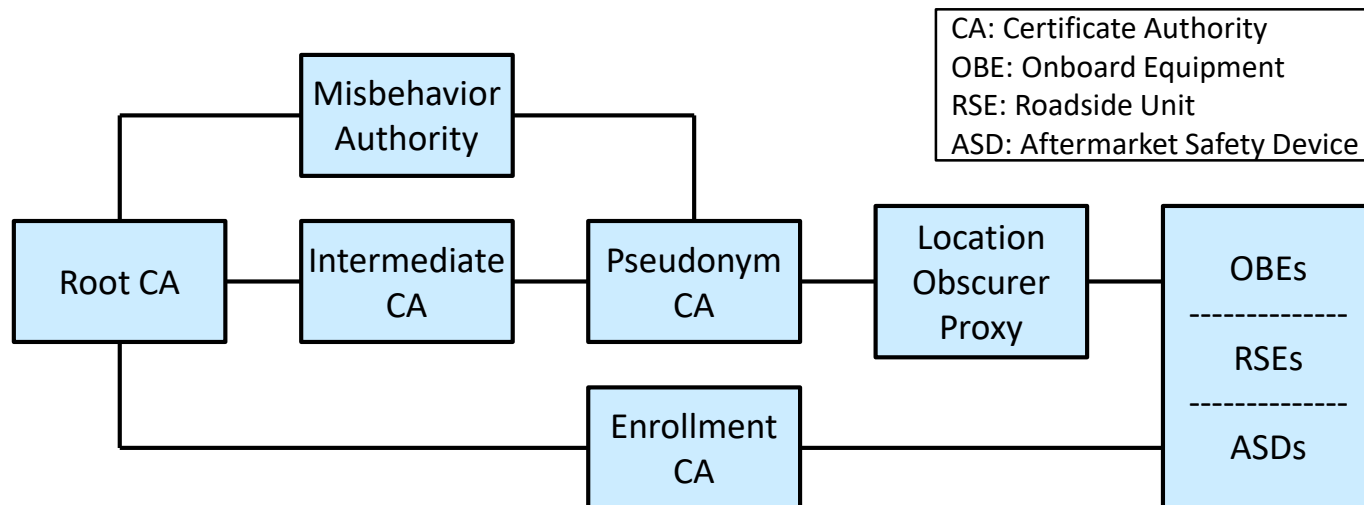 CA: Certificate Authority
OBE: Onboard Equipment
RSE: Roadside Unit
ASD: Aftermarket Safety Device
Misbehavior
Authority
Root CA
Intermediate
CA
Pseudonym
CA
Location
Obscurer
Proxy
OBEs
--------------
RSEs
--------------
ASDs
Enrollment
CA